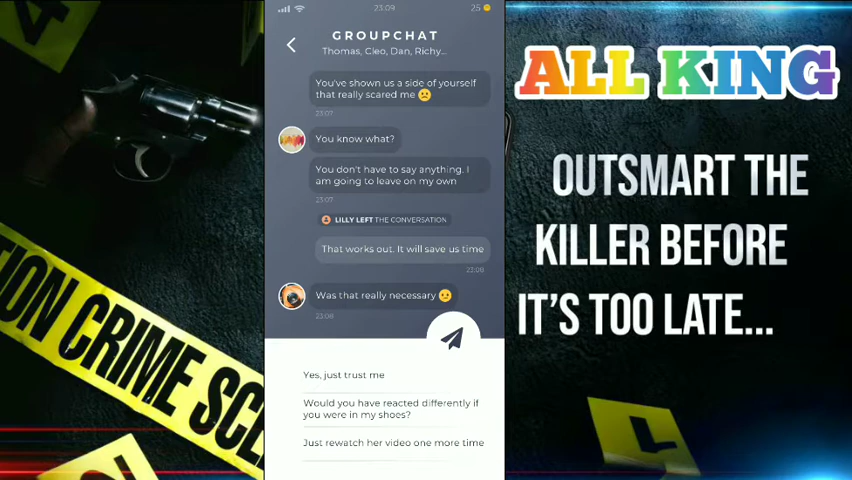 23:09
25
GROUPCHAT
Thomas, Cleo, Dan, Richy...
You've shown us a side of yourself
that really scared me
23:07
You know what?
You don't have to say anything. I
am going to leave on my own
23:07
LILLY LEFT THE CONVERSATION
That works out. It will save us time
23:08
Was that really necessary
23:08
Yes, just trust me
Would you have reacted differently if
you were in my shoes?
Just rewatch her video one more time
ALL KING
OUTSMART THE
KILLER BEFORE
IT'S TOO LATE...
4
TION CRIME SCE
L